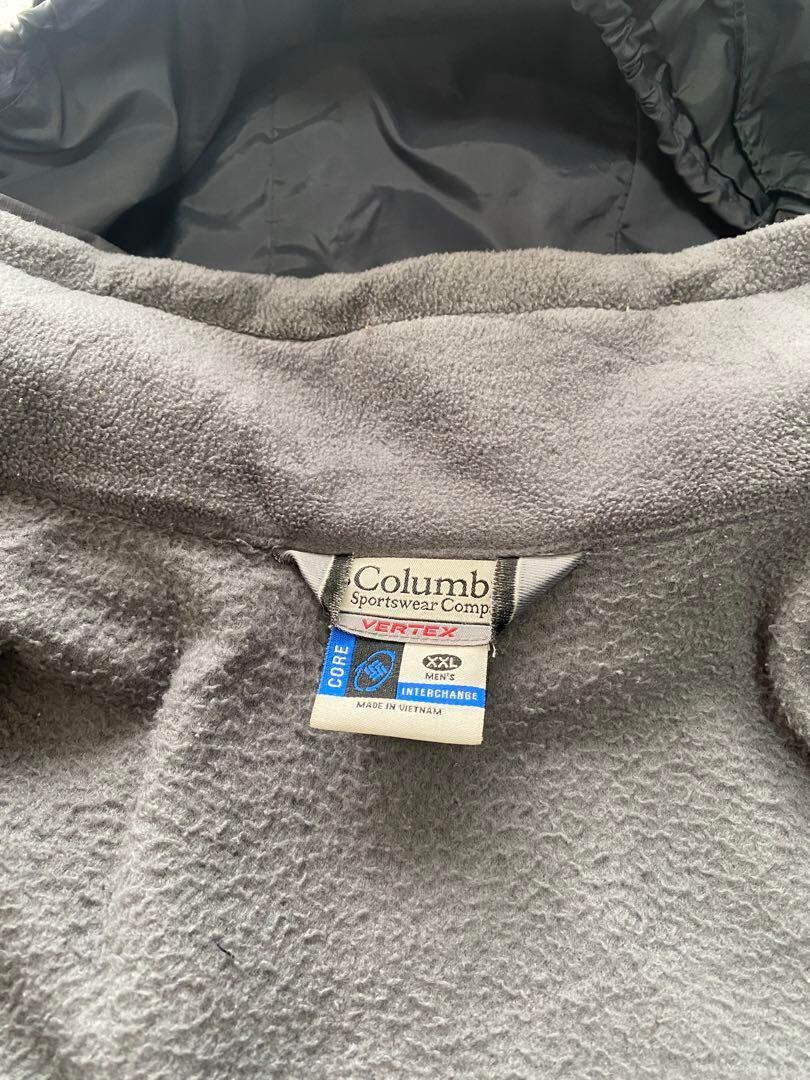 Columb
Sportswear Comp
VERTEX
CORE
XXL
MEN'S
INTERCHANGE
MADE IN VIETNAM